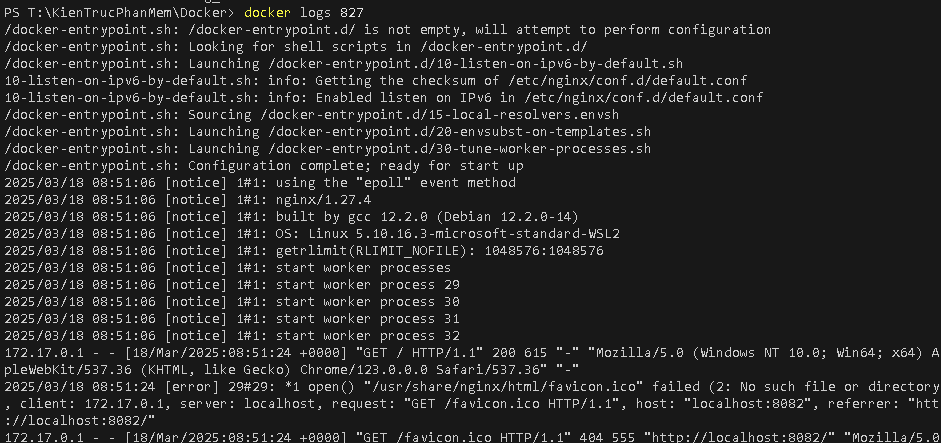 PS T:\KienTrucPhanMem\Docker> docker logs 827
/docker-entrypoint.sh: /docker-entrypoint.d/ is not empty, will attempt to perform configuration
/docker-entrypoint.sh: Looking for shell scripts in /docker-entrypoint.d/
/docker-entrypoint.sh: Launching /docker-entrypoint.d/10-listen-on-ipv6-by-default.sh
10-listen-on-ipv6-by-default.sh: info: Getting the checksum of /etc/nginx/conf.d/default.conf
10-listen-on-ipv6-by-default.sh: info: Enabled listen on IPv6 in /etc/nginx/conf.d/default.conf
/docker-entrypoint.sh: Sourcing /docker-entrypoint.d/15-local-resolvers.envsh
/docker-entrypoint.sh: Launching /docker-entrypoint.d/20-envsubst-on-templates.sh
/docker-entrypoint.sh: Launching /docker-entrypoint.d/30-tune-worker-processes.sh
/docker-entrypoint.sh: Configuration complete; ready for start up
2025/03/18 08:51:06 [notice] 1#1: using the "epoll" event method
2025/03/18 08:51:06 [notice] 1#1: nginx/1.27.4
2025/03/18 08:51:06 [notice] 1#1: built by gcc 12.2.0 (Debian 12.2.0-14)
2025/03/18 08:51:06 [notice] 1#1: OS: Linux 5.10.16.3-microsoft-standard-WSL2
2025/03/18 08:51:06 [notice] 1#1: getrlimit(RLIMIT_NOFILE): 1048576:1048576
2025/03/18 08:51:06 [notice] 1#1: start worker processes
2025/03/18 08:51:06 [notice] 1#1: start worker process 29
2025/03/18 08:51:06 [notice] 1#1: start worker process 30
2025/03/18 08:51:06 [notice] 1#1: start worker process 31
2025/03/18 08:51:06 [notice] 1#1: start worker process 32
172.17.0.1 - - [18/Mar/2025:08:51:24 +0000] "GET / HTTP/1.1" 200 615 "-" "Mozilla/5.0 (Windows NT 10.0; Win64; x64) A
pleWebKit/537.36 (KHTML, like Gecko) Chrome/123.0.0.0 Safari/537.36" "-"
2025/03/18 08:51:24 [error] 29#29: *1 open() "/usr/share/nginx/html/favicon.ico" failed (2: No such file or directory
, client: 172.17.0.1, server: localhost, request: "GET /favicon.ico HTTP/1.1", host: "localhost:8082", referrer: "htt
://localhost:8082/"
172.17.0.1 - - [18/Mar/2025:08:51:24 +0000] "GET /favicon.ico HTTP/1.1" 404 555 "http://localhost:8082/" "Mozilla/5.0